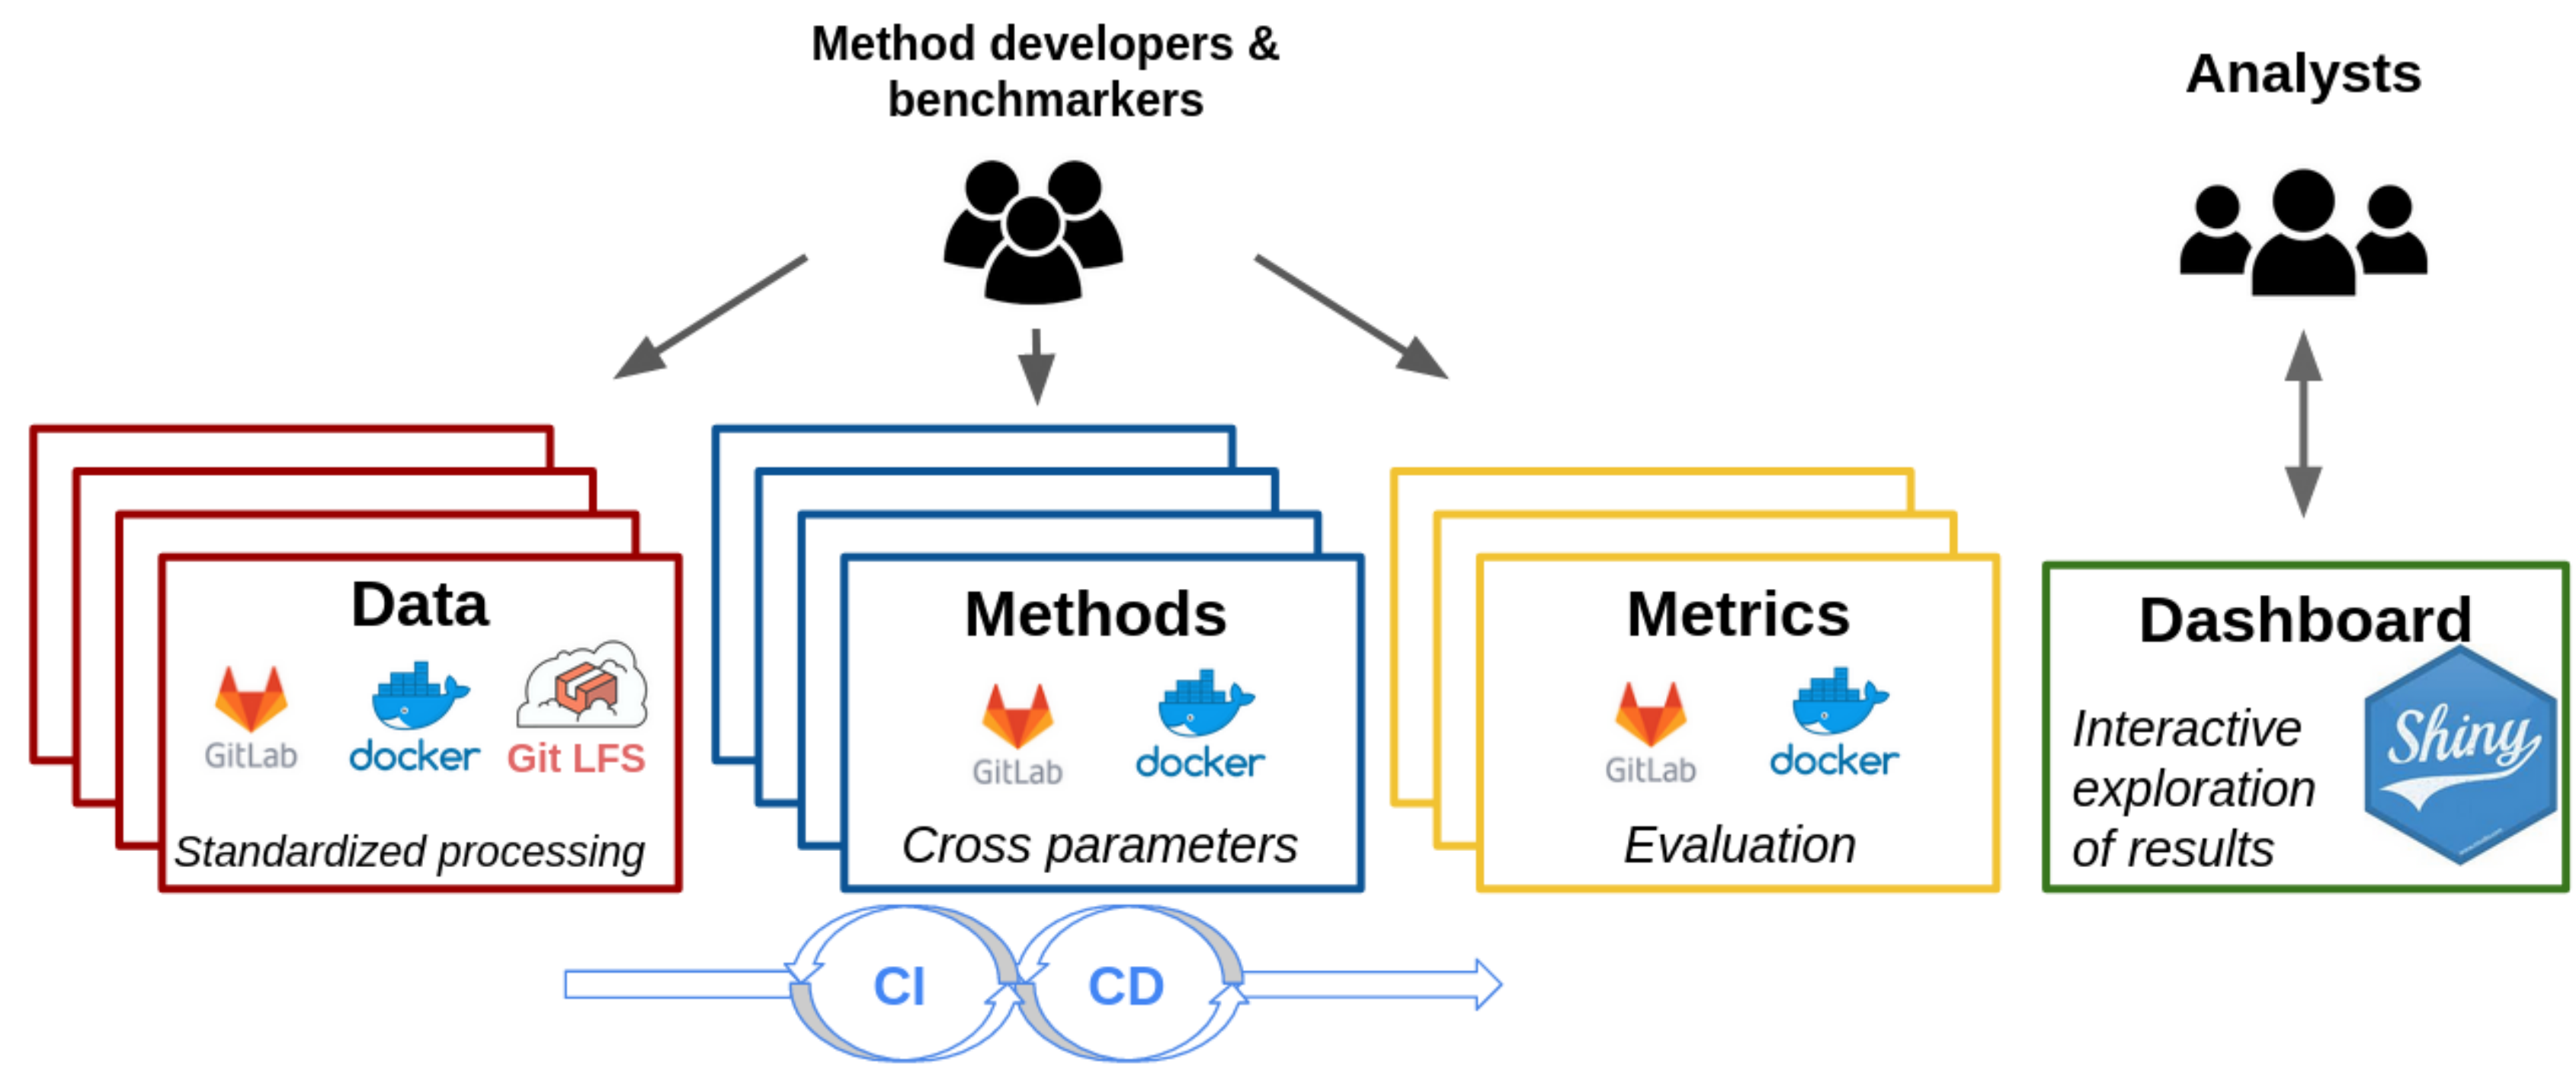 Method developers &
benchmarkers
Analysts
Data
GitLab
docker
Git LFS
Standardized processing
Methods
GitLab
docker
Cross parameters
Metrics
GitLab
docker
Evaluation
Dashboard
Interactive
exploration
of results
Shiny
CI
CD